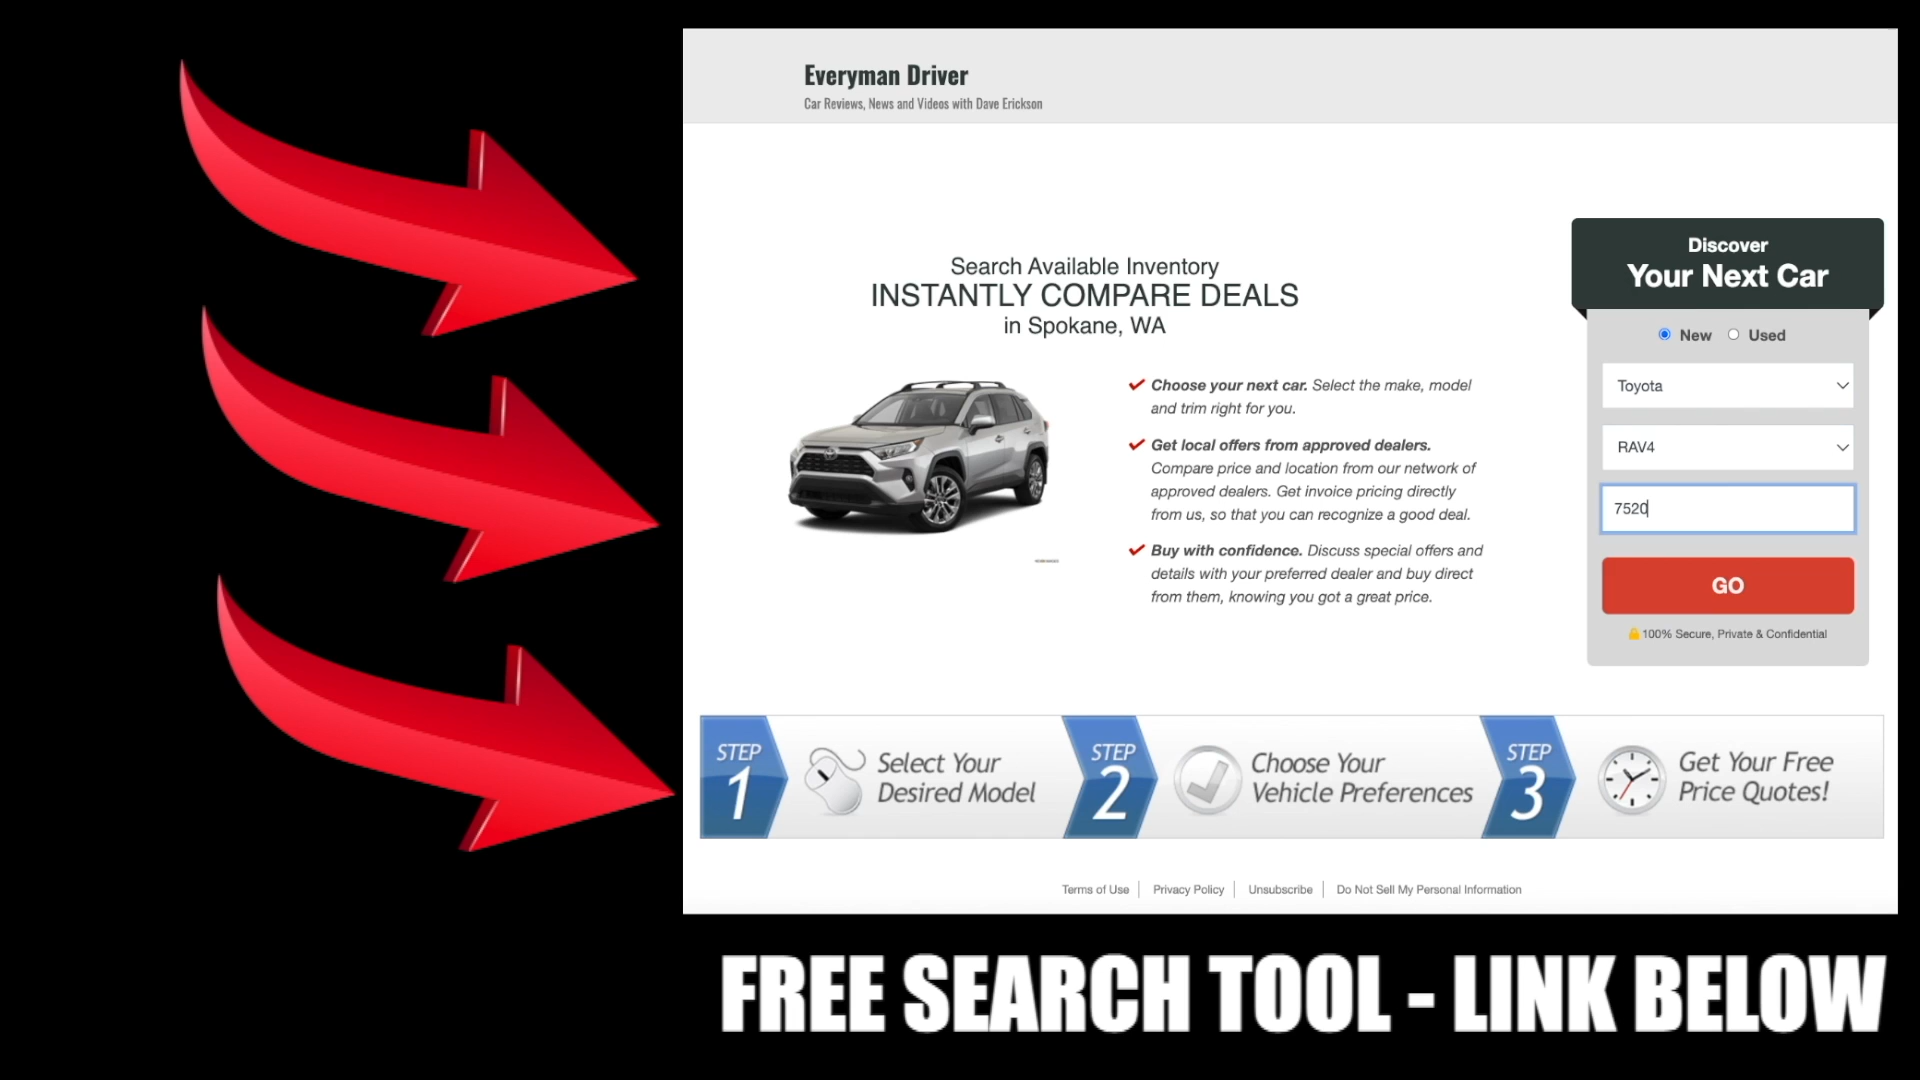 Everyman Driver
Car Reviews, News and Videos with Dave Erickson
Search Available Inventory
INSTANTLY COMPARE DEALS
in Spokane, WA
Choose your next car. Select the make, model
and trim right for you.
Get local offers from approved dealers.
Compare price and location from our network of
approved dealers. Get invoice pricing directly
from us, so that you can recognize a good deal.
Buy with confidence. Discuss special offers and
details with your preferred dealer and buy direct
from them, knowing you got a great price.
Discover
Your Next Car
New Used
Toyota
RAV4
7520
GO
100% Secure, Private & Confidential
STEP
1
Select Your
Desired Model
STEP
2
Choose Your
Vehicle Preferences
STEP
3
Get Your Free
Price Quotes!
Terms of Use Privacy Policy Unsubscribe Do Not Sell My Personal Information
FREE SEARCH TOOL - LINK BELOW